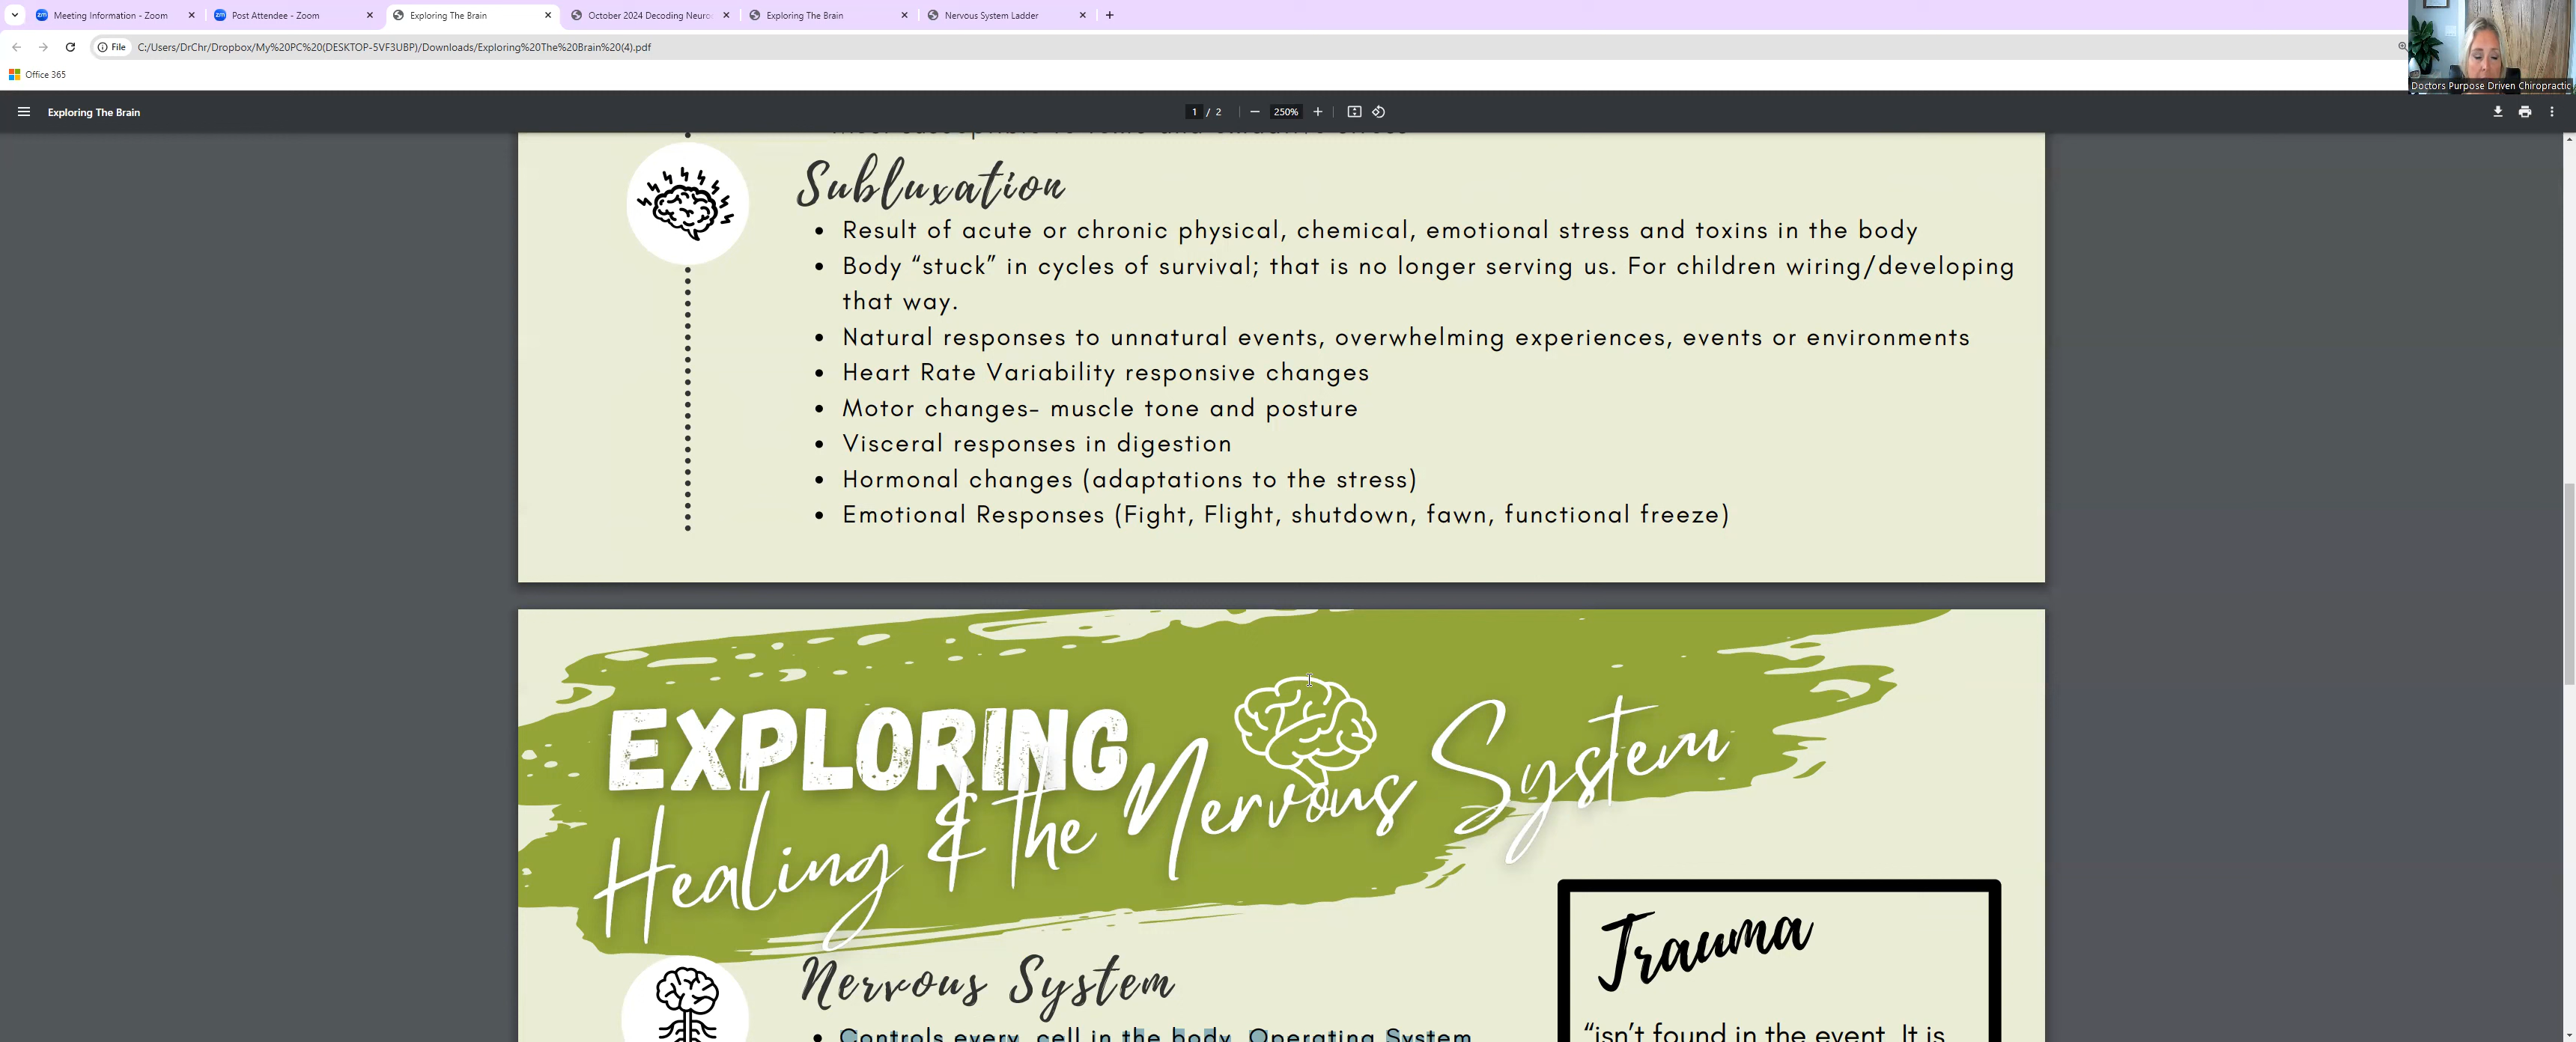 Meeting Information - Zoom
Post Attendee - Zoom
Exploring The Brain
October 2024 Decoding Neuro
Exploring The Brain
Nervous System Ladder
File
C:/Users/DrChr/Dropbox/My%20PC%20(DESKTOP-5VF3UBP)/Downloads/Exploring%20The%20Brain%20(4).pdf
Office 365
Doctors Purpose Driven Chiropractic
Exploring The Brain
1 / 2
250%
Subluxation
• Result of acute or chronic physical, chemical, emotional stress and toxins in the body
• Body “stuck” in cycles of survival; that is no longer serving us. For children wiring/developing
that way.
• Natural responses to unnatural events, overwhelming experiences, events or environments
• Heart Rate Variability responsive changes
• Motor changes- muscle tone and posture
• Visceral responses in digestion
• Hormonal changes (adaptations to the stress)
• Emotional Responses (Fight, Flight, shutdown, fawn, functional freeze)
EXPLORING
Healing & the Nervous System
Nervous System
• Controls every cell in the body. Operating System
Trauma
“isn’t found in the event. It is